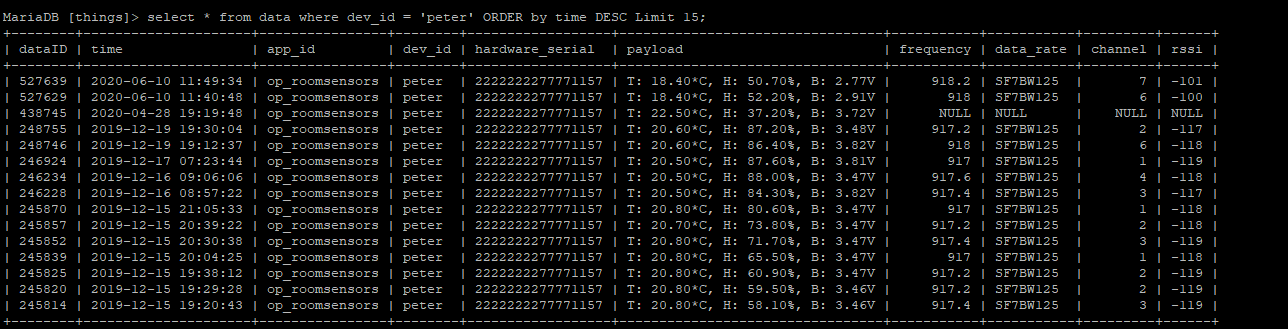 MariaDB [things]> select * from data where dev_id = 'peter' ORDER by time DESC Limit 15;
| dataID | time | app_id | dev_id | hardware_serial | payload | frequency | data_rate | channel | rssi |
| 527639 | 2020-06-10 11:49:34 | op_roomsensors | peter | 2222222277771157 | T: 18.40*C, H: 50.70%, B: 2.77V | 918.2 | SF7BW125 | 7 | -101 |
| 527629 | 2020-06-10 11:40:48 | op_roomsensors | peter | 2222222277771157 | T: 18.40*C, H: 52.20%, B: 2.91V | 918 | SF7BW125 | 6 | -100 |
| 438745 | 2020-04-28 19:19:48 | op_roomsensors | peter | 2222222277771157 | T: 22.50*C, H: 37.20%, B: 3.72V | NULL | NULL | NULL | NULL |
| 248755 | 2019-12-19 19:30:04 | op_roomsensors | peter | 2222222277771157 | T: 20.60*C, H: 87.20%, B: 3.48V | 917.2 | SF7BW125 | 2 | -117 |
| 248746 | 2019-12-19 19:12:37 | op_roomsensors | peter | 2222222277771157 | T: 20.60*C, H: 86.40%, B: 3.82V | 918 | SF7BW125 | 6 | -118 |
| 246924 | 2019-12-17 07:23:44 | op_roomsensors | peter | 2222222277771157 | T: 20.50*C, H: 87.60%, B: 3.81V | 917 | SF7BW125 | 1 | -119 |
| 246234 | 2019-12-16 09:06:06 | op_roomsensors | peter | 2222222277771157 | T: 20.50*C, H: 88.00%, B: 3.47V | 917.6 | SF7BW125 | 4 | -118 |
| 246228 | 2019-12-16 08:57:22 | op_roomsensors | peter | 2222222277771157 | T: 20.50*C, H: 84.30%, B: 3.82V | 917.4 | SF7BW125 | 3 | -117 |
| 245870 | 2019-12-15 21:05:33 | op_roomsensors | peter | 2222222277771157 | T: 20.80*C, H: 80.60%, B: 3.47V | 917 | SF7BW125 | 1 | -118 |
| 245857 | 2019-12-15 20:39:22 | op_roomsensors | peter | 2222222277771157 | T: 20.70*C, H: 73.80%, B: 3.47V | 917.2 | SF7BW125 | 2 | -118 |
| 245852 | 2019-12-15 20:30:38 | op_roomsensors | peter | 2222222277771157 | T: 20.80*C, H: 71.70%, B: 3.47V | 917.4 | SF7BW125 | 3 | -119 |
| 245839 | 2019-12-15 20:04:25 | op_roomsensors | peter | 2222222277771157 | T: 20.80*C, H: 65.50%, B: 3.47V | 917 | SF7BW125 | 1 | -118 |
| 245825 | 2019-12-15 19:38:12 | op_roomsensors | peter | 2222222277771157 | T: 20.80*C, H: 60.90%, B: 3.47V | 917.2 | SF7BW125 | 2 | -119 |
| 245820 | 2019-12-15 19:29:28 | op_roomsensors | peter | 2222222277771157 | T: 20.80*C, H: 59.50%, B: 3.46V | 917.2 | SF7BW125 | 2 | -119 |
| 245814 | 2019-12-15 19:20:43 | op_roomsensors | peter | 2222222277771157 | T: 20.80*C, H: 58.10%, B: 3.46V | 917.4 | SF7BW125 | 3 | -119 |